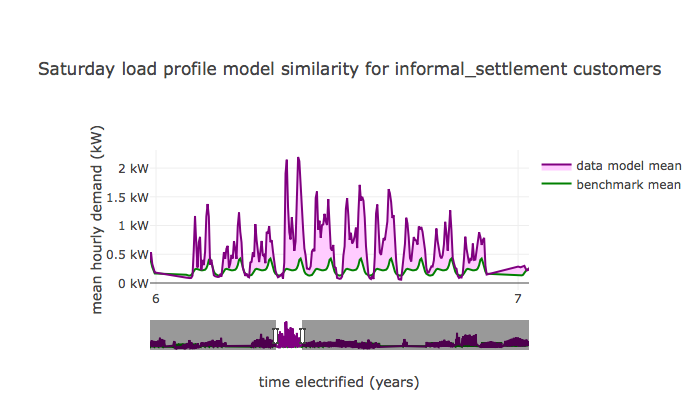 Saturday load profile model similarity for informal_settlement customers
mean hourly demand (kW)
2 kW
1.5 kW
1 kW
0.5 kW
0 kW
6
7
data model mean
benchmark mean
time electrified (years)